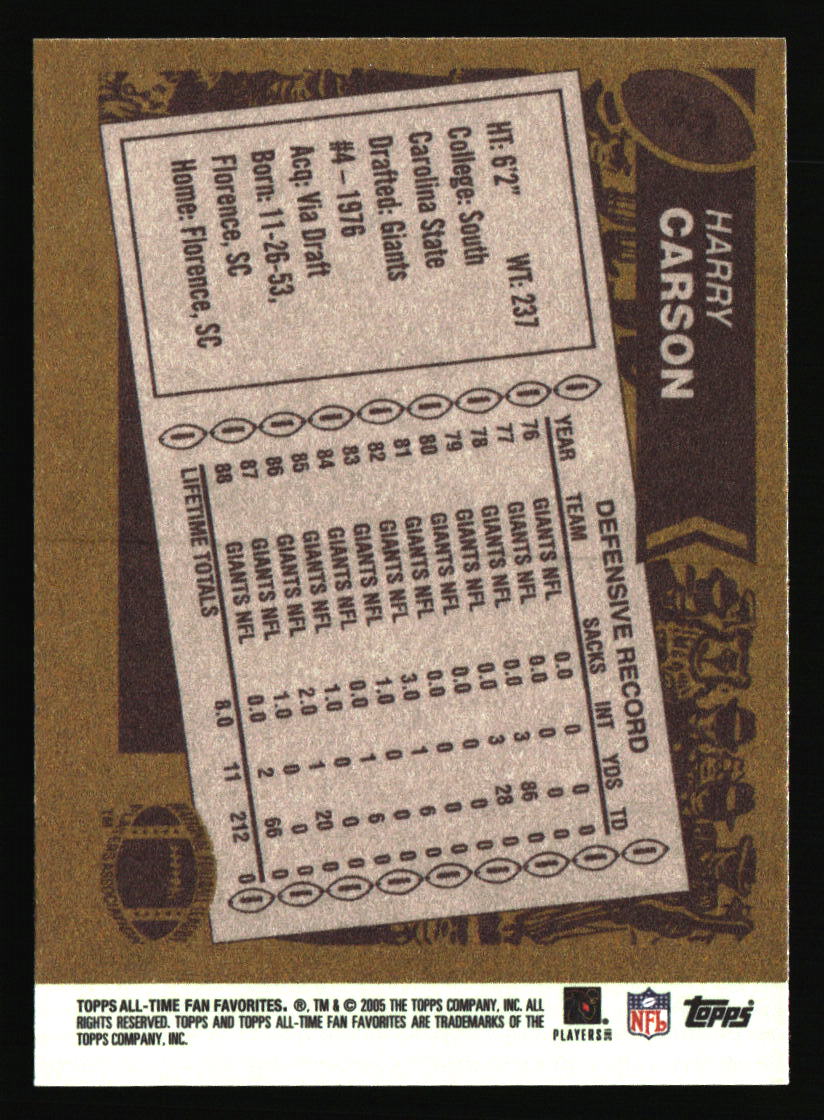 HARRY
CARSON
HT: 6'2" WT: 237
College: South
Carolina State
Drafted: Giants
#4 – 1976
Acq: Via Draft
Born: 11-26-53,
Florence, SC
Home: Florence, SC
DEFENSIVE RECORD
YEAR TEAM SACKS INT YDS TD
76 GIANTS NFL 0.0 0 0 0
77 GIANTS NFL 0.0 0 0 0
78 GIANTS NFL 0.0 3 86 0
79 GIANTS NFL 0.0 3 28 0
80 GIANTS NFL 0.0 0 0 0
81 GIANTS NFL 0.0 0 0 0
82 GIANTS NFL 3.0 1 6 0
83 GIANTS NFL 1.0 0 0 0
84 GIANTS NFL 0.0 1 6 0
85 GIANTS NFL 1.0 0 0 0
86 GIANTS NFL 2.0 1 20 0
87 GIANTS NFL 1.0 0 0 0
88 GIANTS NFL 0.0 2 66 0
LIFETIME TOTALS 8.0 11 212 0
TOPPS ALL-TIME FAN FAVORITES. ®, TM & © 2005 THE TOPPS COMPANY, INC. ALL
RIGHTS RESERVED. TOPPS AND TOPPS ALL-TIME FAN FAVORITES ARE TRADEMARKS OF THE
TOPPS COMPANY, INC.
PLAYERS INC
NFL
Topps